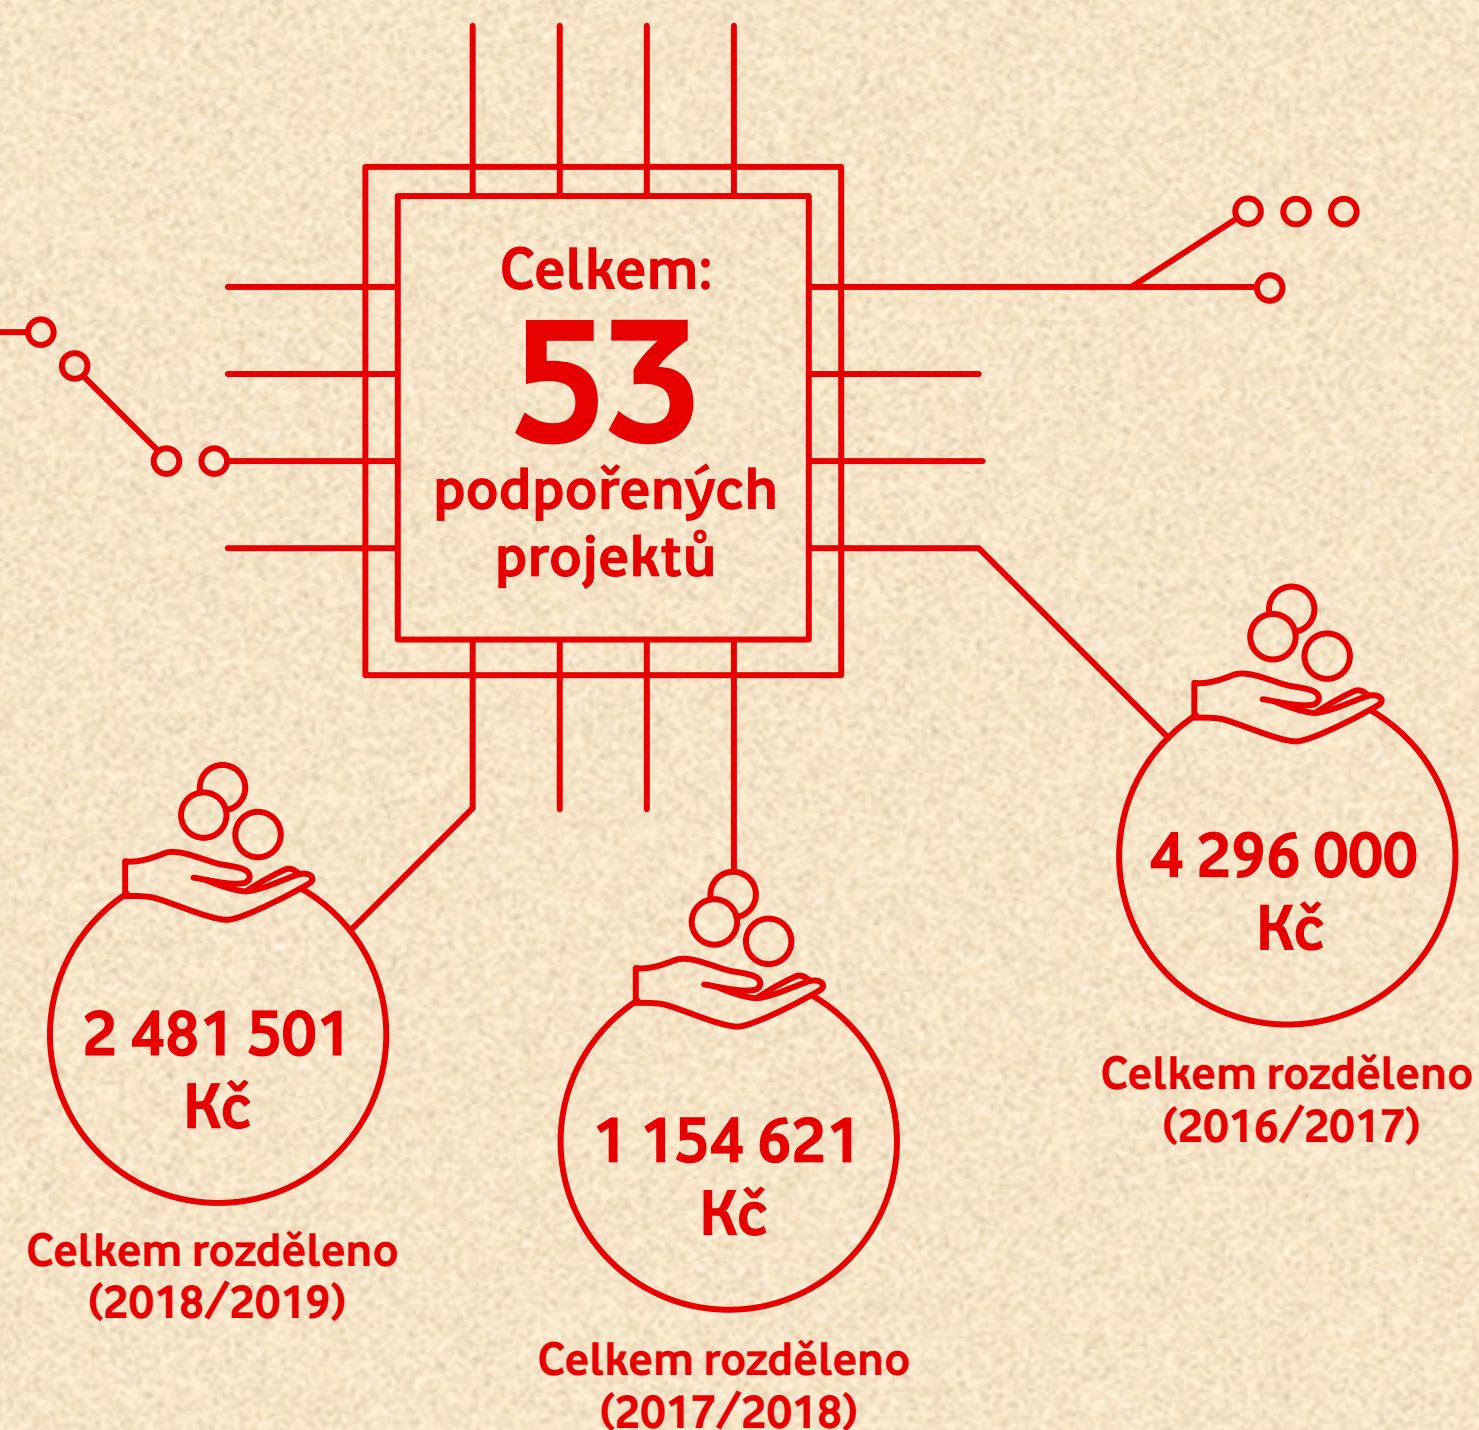 Celkem:
53
podpořených
projektů
4 296 000
Kč
Celkem rozděleno
(2016/2017)
2 481 501
Kč
Celkem rozděleno
(2018/2019)
1 154 621
Kč
Celkem rozděleno
(2017/2018)